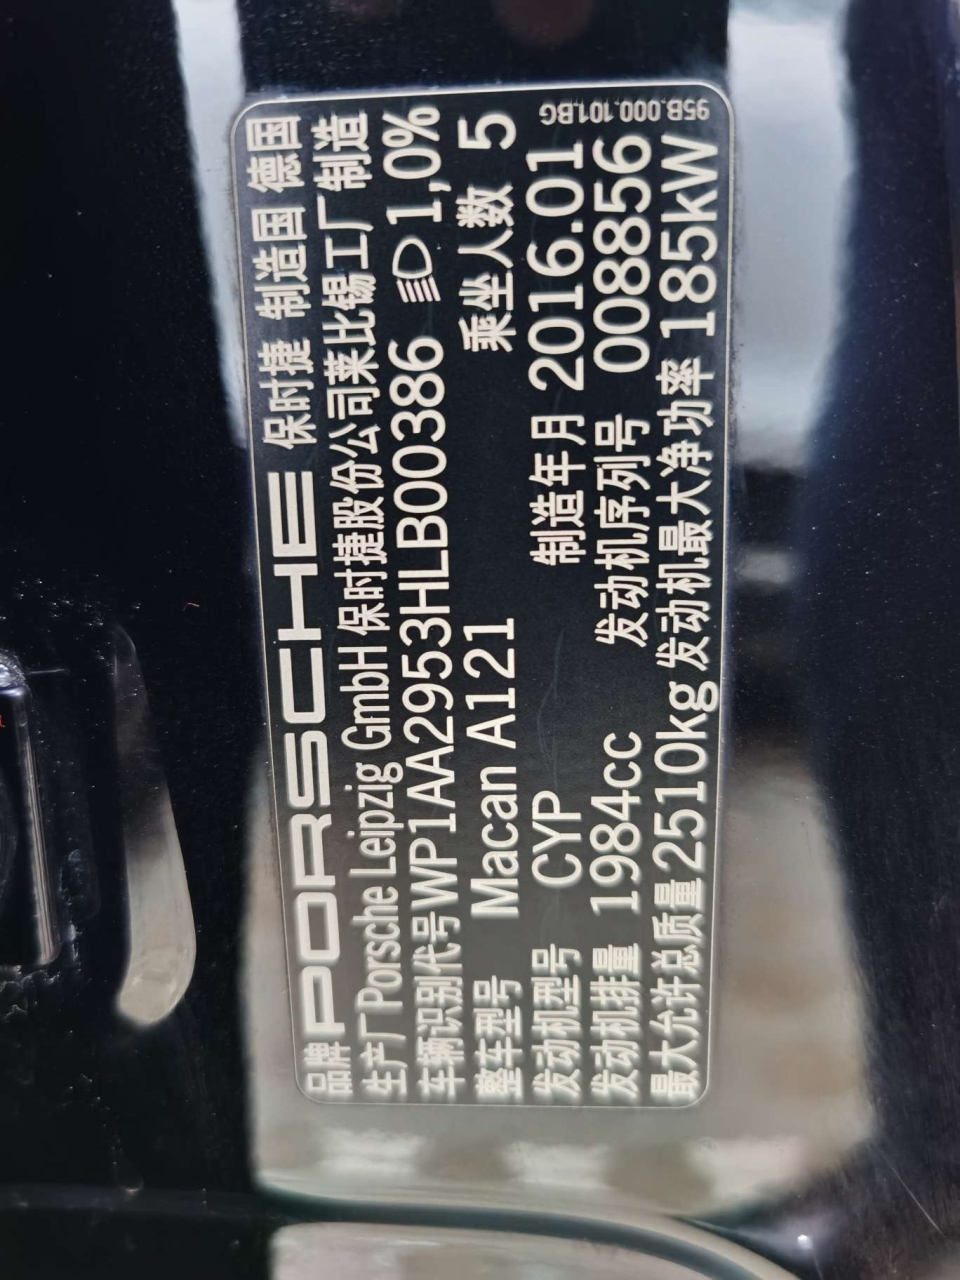 品牌 PORSCHE 保时捷 制造国 德国
生产厂 Porsche Leipzig GmbH 保时捷股份公司莱比锡工厂制造
车辆识别代号 WP1AA2953HLB00386 1,0%
整车型号 Macan A121 乘坐人数 5
发动机型号 CYP 制造年月 2016.01
发动机排量 1984cc 发动机序列号 008856
最大允许总质量 2510kg 发动机最大净功率 185kW
95B.000.101.BG